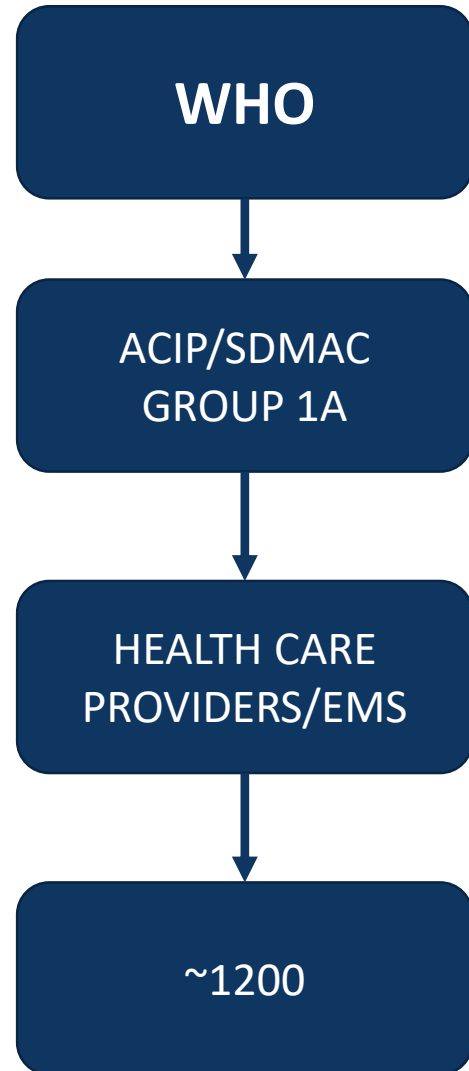 WHO
ACIP/SDMAC
GROUP 1A
HEALTH CARE
PROVIDERS/EMS
~1200